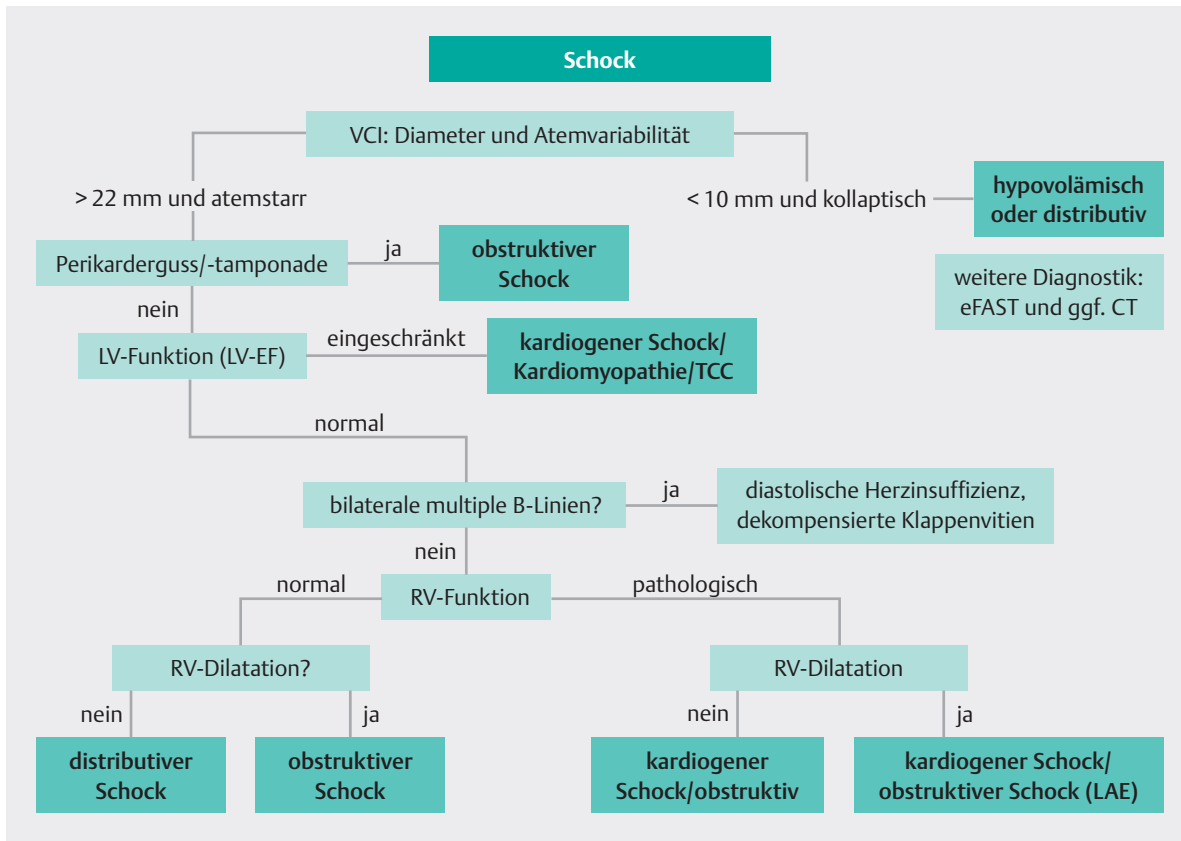 Schock
VCI: Diameter und Atemvariabilität
> 22 mm und atemstarr
< 10 mm und kollaptisch
hypovolämisch
oder distributiv
weitere Diagnostik:
eFAST und ggf. CT
Perikarderguss/-tamponade
ja
obstruktiver
Schock
nein
LV-Funktion (LV-EF)
eingeschränkt
kardiogener Schock/
Kardiomyopathie/TCC
normal
bilaterale multiple B-Linien?
ja
diastolische Herzinsuffizienz,
dekompensierte Klappenvitien
nein
RV-Funktion
normal
pathologisch
RV-Dilatation?
RV-Dilatation
nein
ja
nein
ja
distributiver
Schock
obstruktiver
Schock
kardiogener
Schock/obstruktiv
kardiogener Schock/
obstruktiver Schock (LAE)